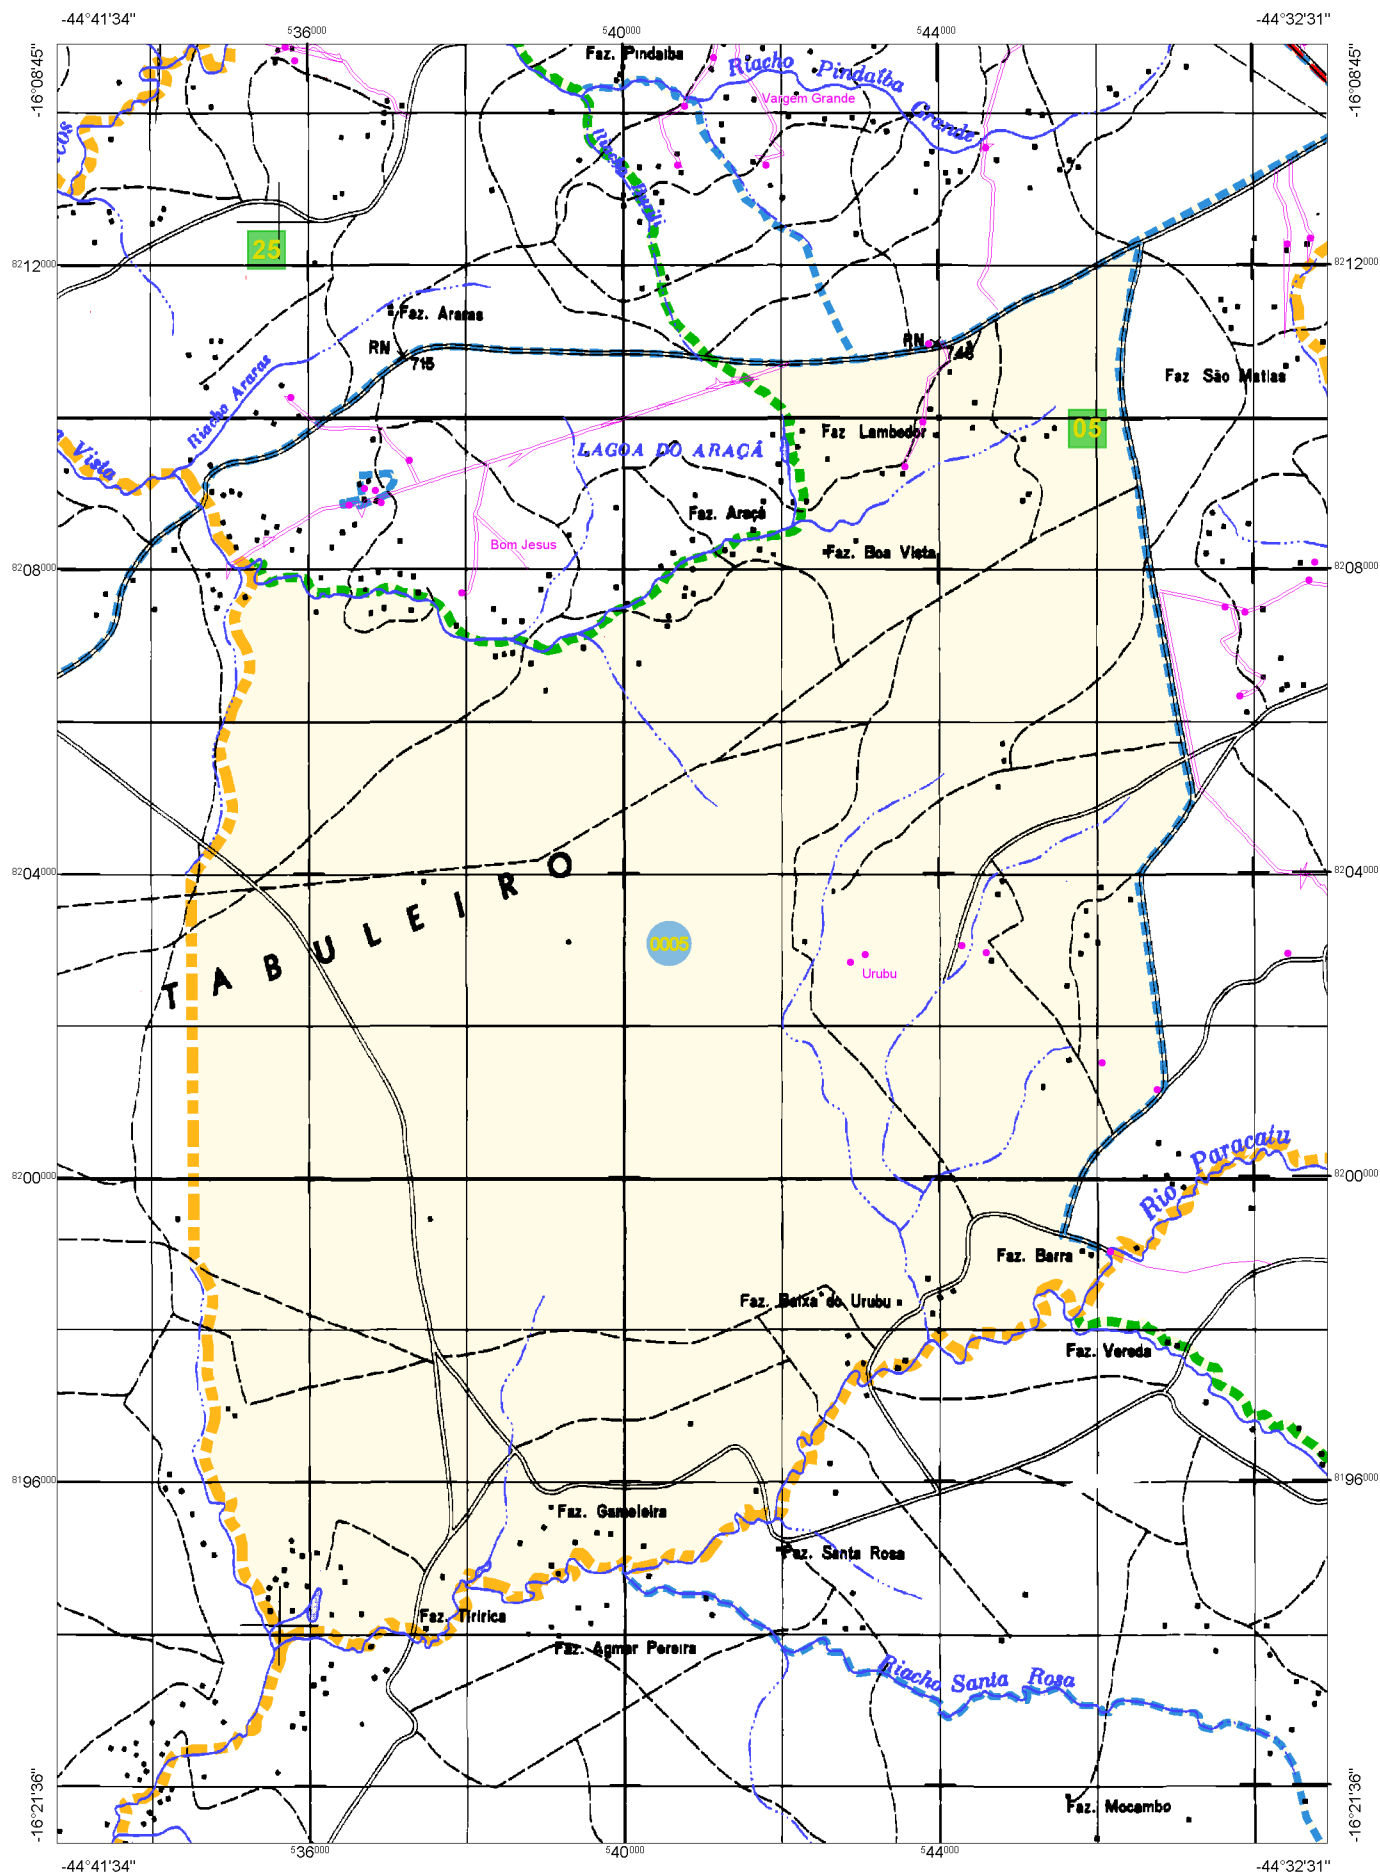 -44°41'34"
-44°32'31"
536000
540000
544000
-16°08'45"
-16°08'45"
Faz. Pindaíba
Riacho Pindaíba Grande
Vargem Grande
25
8212000
8212000
Faz. Araras
RN
715
RN
746
Riacho Araras
Faz São Matias
Vista
Faz Lambedor
05
LAGOA DO ARAÇÁ
Faz. Araçá
Bom Jesus
Faz. Boa Vista
8208000
8208000
8204000
8204000
TABULEIRO
0005
Urubu
Rio Paracatu
8200000
8200000
Faz. Barra
Faz. Baixa do Urubu
Faz. Vereda
8196000
8196000
Faz. Gameleira
Faz. Santa Rosa
Faz. Tiririca
Faz. Agmar Pereira
Riacho Santa Rosa
Faz. Mocambo
-16°21'36"
-16°21'36"
536000
540000
544000
-44°41'34"
-44°32'31"